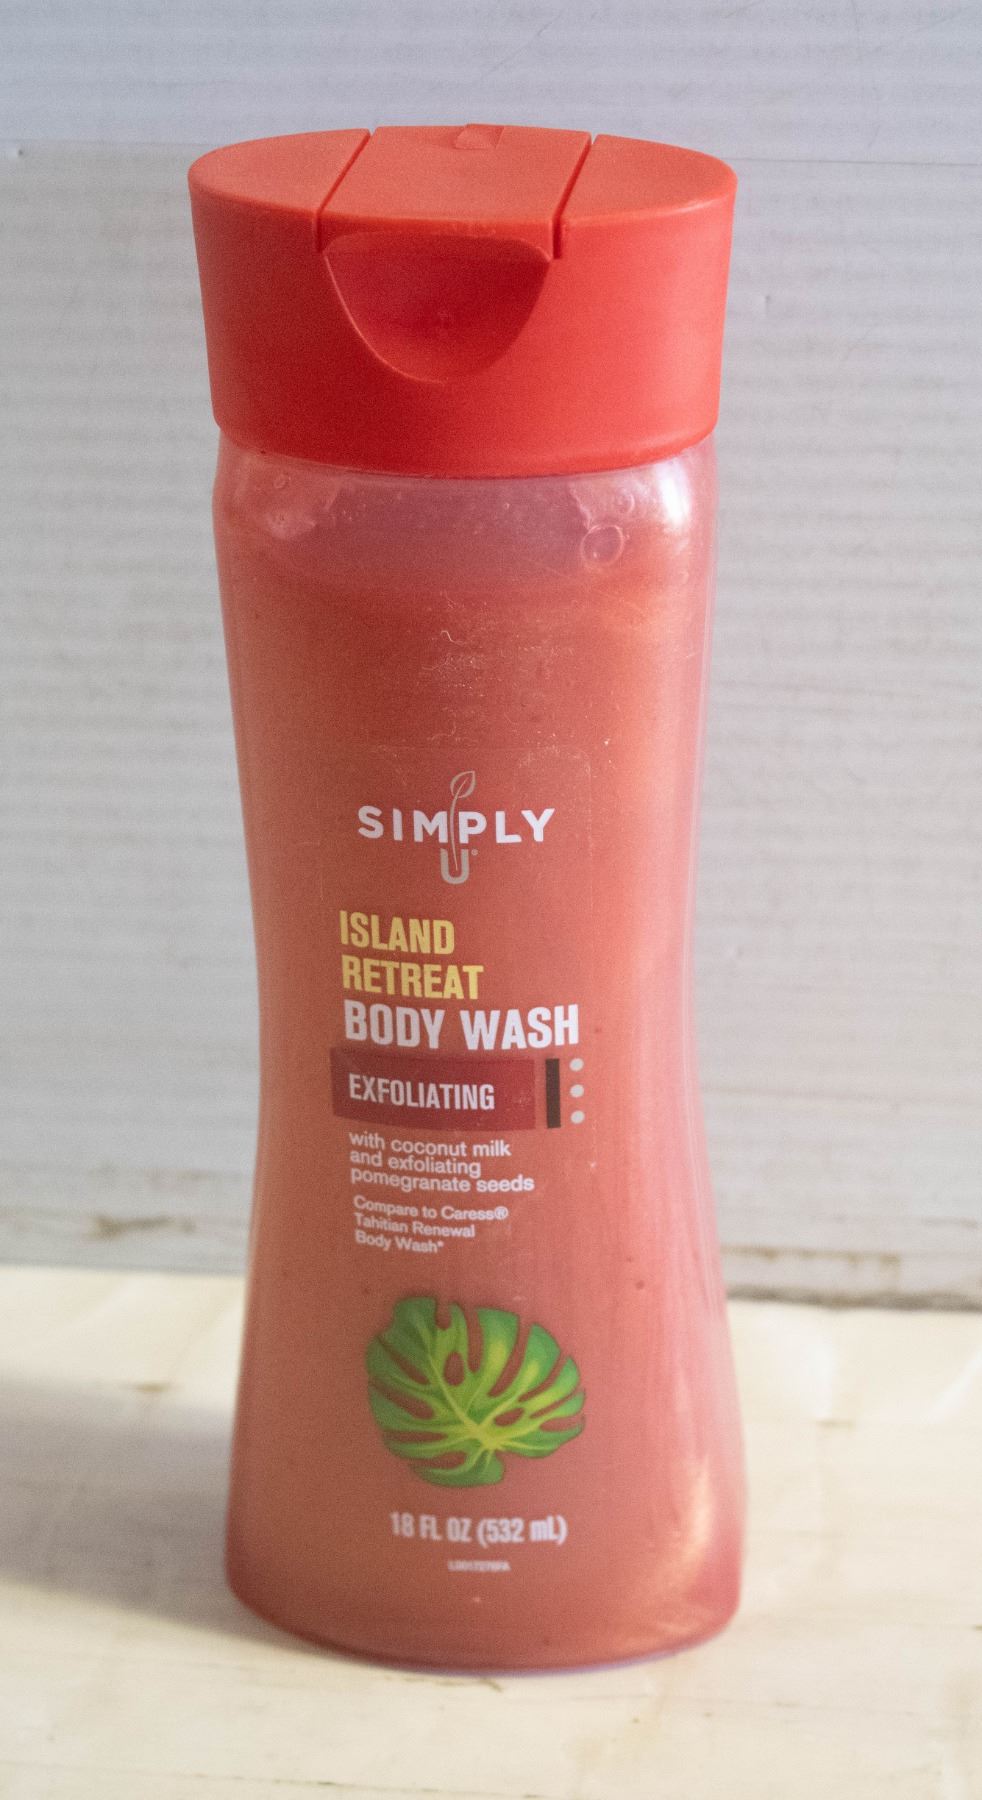 SIMPLY
U®
ISLAND
RETREAT
BODY WASH
EXFOLIATING
with coconut milk
and exfoliating
pomegranate seeds
Compare to Caress®
Tahitian Renewal
Body Wash*
18 FL OZ (532 mL)